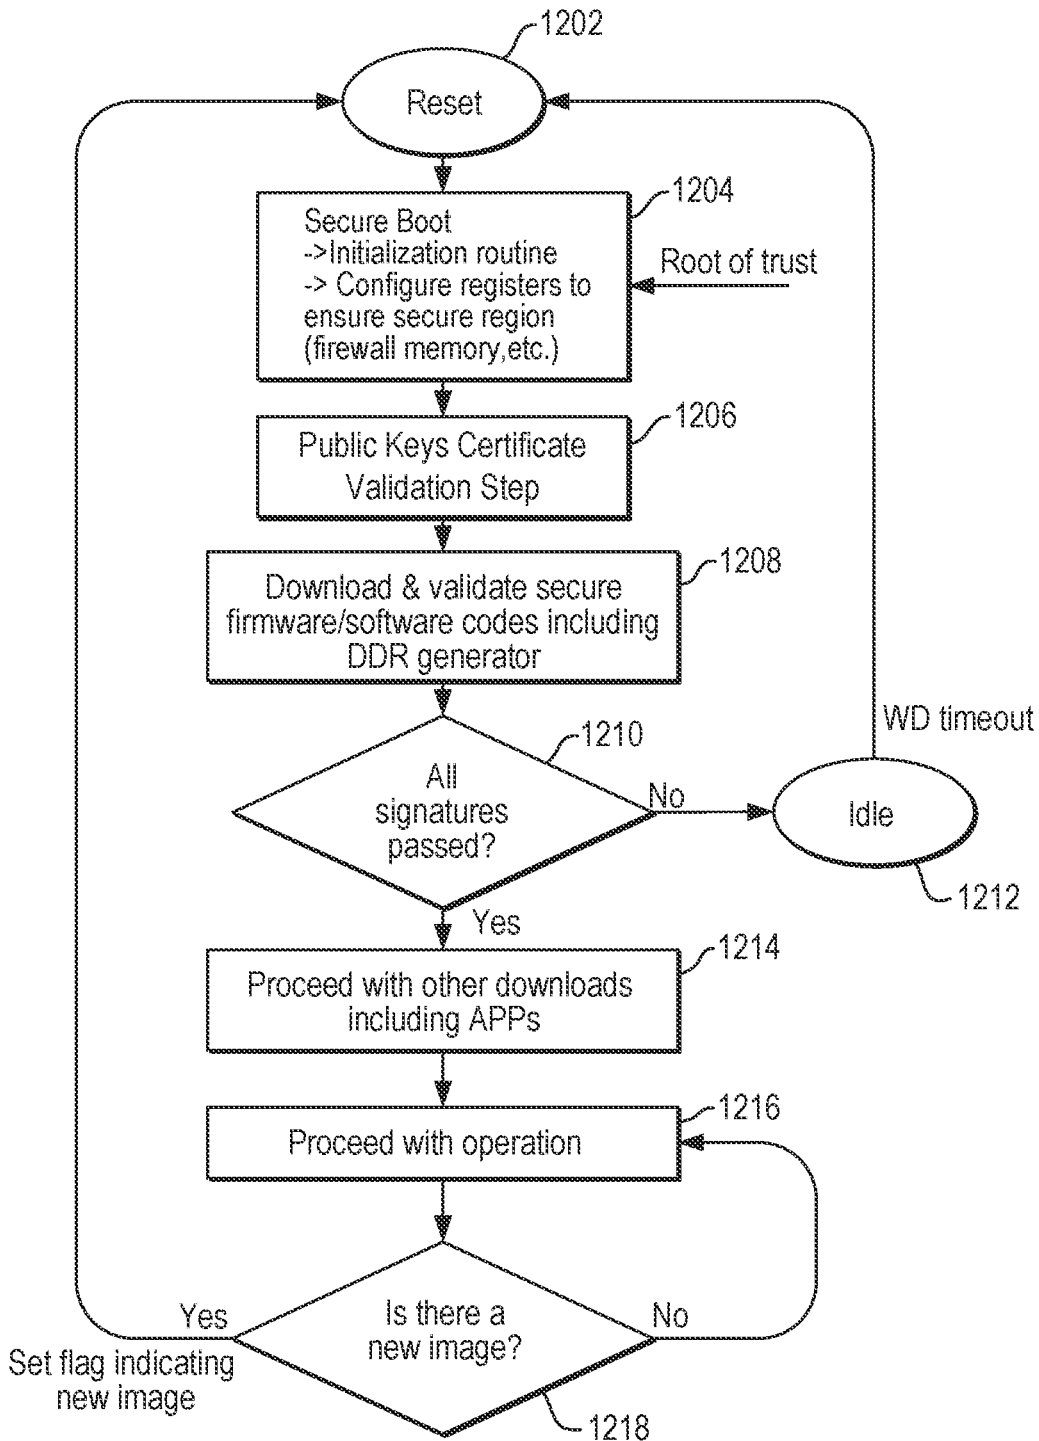 1202
Reset
1204
Secure Boot
->Initialization routine
-> Configure registers to
ensure secure region
(firewall memory,etc.)
Root of trust
1206
Public Keys Certificate
Validation Step
1208
Download & validate secure
firmware/software codes including
DDR generator
WD timeout
1210
All
signatures
passed?
No
Idle
1212
Yes
1214
Proceed with other downloads
including APPs
1216
Proceed with operation
Is there a
new image?
Yes
No
Set flag indicating
new image
1218